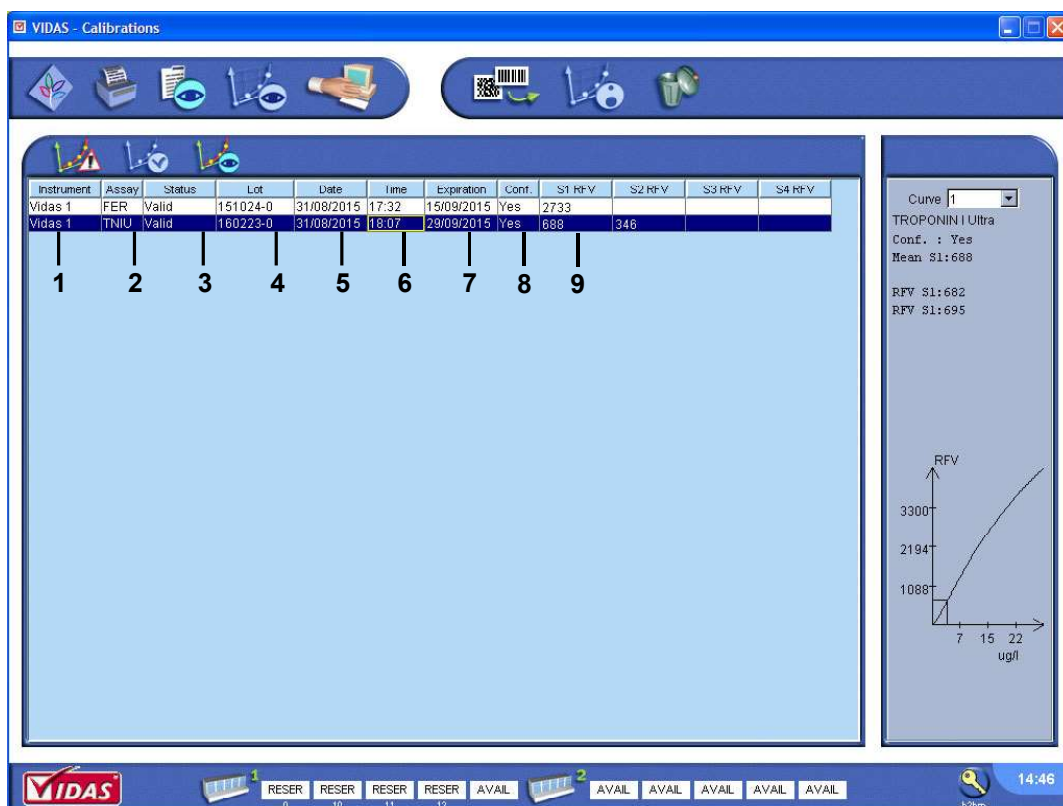 VIDAS - Calibrations
Instrument Assay Status Lot Date Time Expiration Conf. S1 RFV S2 RFV S3 RFV S4 RFV
Vidas 1 FER Valid 151024-0 31/08/2015 17:32 15/09/2015 Yes 2733
Vidas 1 TNIU Valid 160223-0 31/08/2015 18:07 29/09/2015 Yes 688 346
1 2 3 4 5 6 7 8 9
Curve 1
TROPONIN I Ultra
Conf. : Yes
Mean S1:688
RFV S1:682
RFV S1:695
RFV
3300
2194
1088
7 15 22
ug/l
VIDAS
1 RESER RESER RESER RESER AVAIL 2 AVAIL AVAIL AVAIL AVAIL AVAIL
14:46